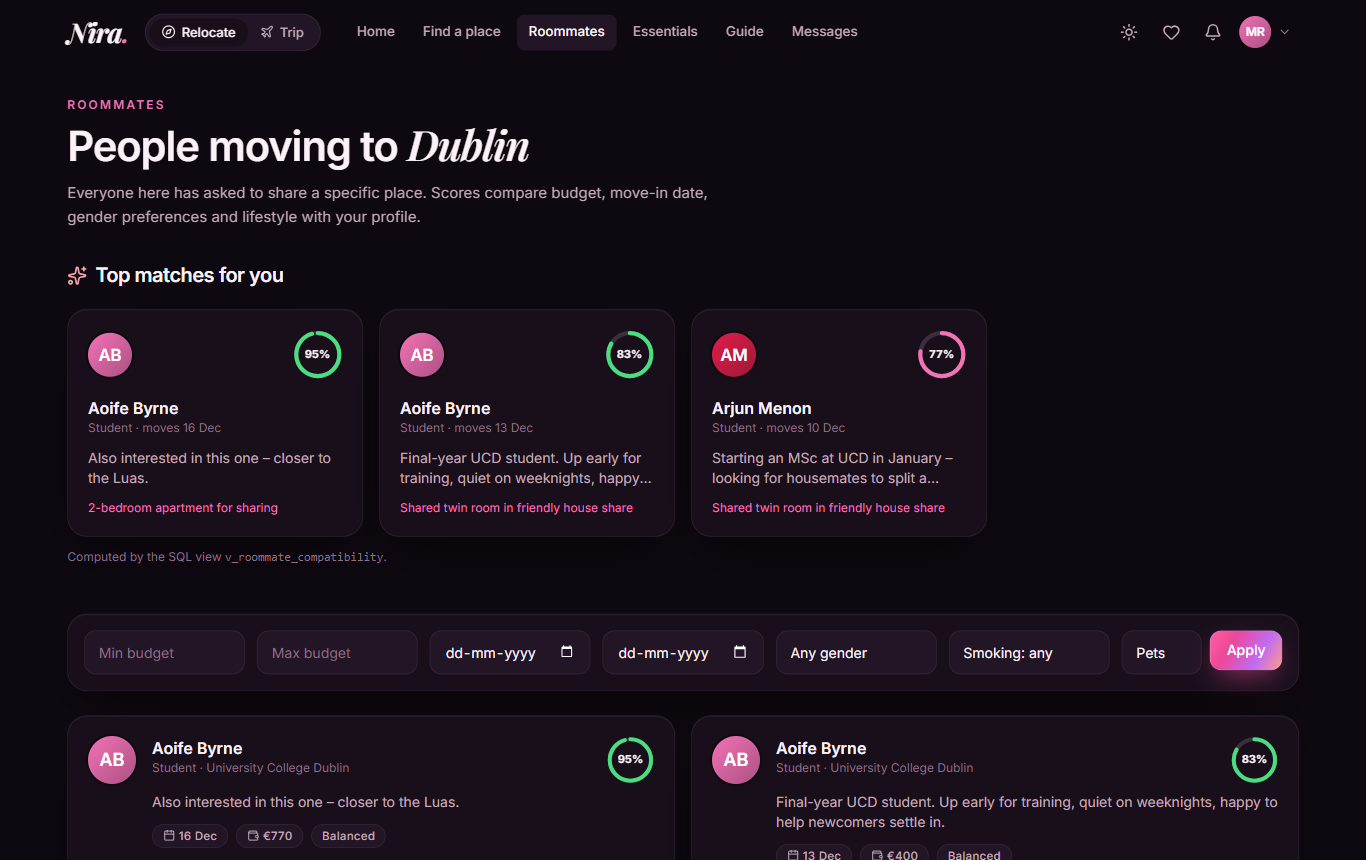 Nira. Relocate Trip Home Find a place Roommates Essentials Guide Messages MR
ROOMMATES
People moving to Dublin
Everyone here has asked to share a specific place. Scores compare budget, move-in date,
gender preferences and lifestyle with your profile.
Top matches for you
AB 95%
Aoife Byrne
Student · moves 16 Dec
Also interested in this one – closer to
the Luas.
2-bedroom apartment for sharing
AB 83%
Aoife Byrne
Student · moves 13 Dec
Final-year UCD student. Up early for
training, quiet on weeknights, happy...
Shared twin room in friendly house share
AM 77%
Arjun Menon
Student · moves 10 Dec
Starting an MSc at UCD in January –
looking for housemates to split a...
Shared twin room in friendly house share
Computed by the SQL view v_roommate_compatibility.
Min budget Max budget dd-mm-yyyy dd-mm-yyyy Any gender Smoking: any Pets Apply
AB Aoife Byrne 95%
Student · University College Dublin
Also interested in this one – closer to the Luas.
16 Dec €770 Balanced
AB Aoife Byrne 83%
Student · University College Dublin
Final-year UCD student. Up early for training, quiet on weeknights, happy to
help newcomers settle in.
13 Dec €400 Balanced